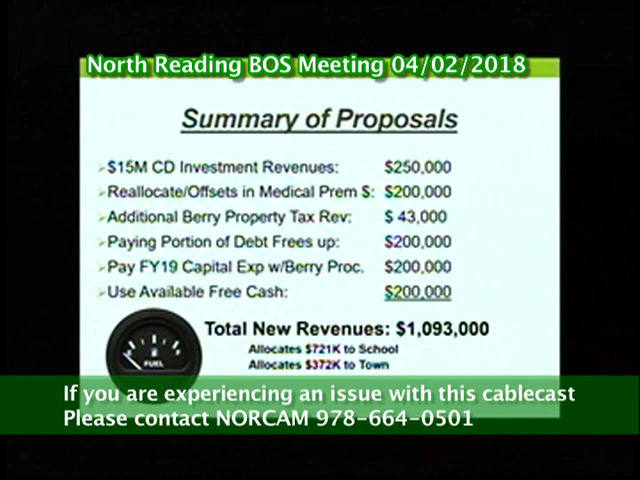 North Reading BOS Meeting 04/02/2018
Summary of Proposals
$15M CD Investment Revenues: $250,000
Reallocate/Offsets in Medical Prem $: $200,000
Additional Berry Property Tax Rev: $ 43,000
Paying Portion of Debt Frees up: $200,000
Pay FY19 Capital Exp w/Berry Proc. $200,000
Use Available Free Cash: $200,000
Total New Revenues: $1,093,000
Allocates $721K to School
Allocates $372K to Town
FUEL
If you are experiencing an issue with this cablecast
Please contact NORCAM 978-664-0501